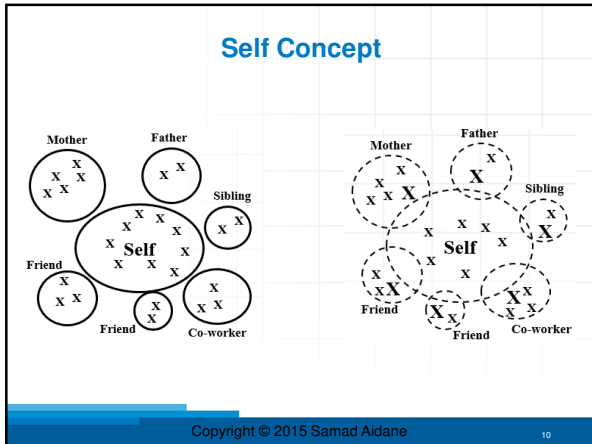 Self Concept
Mother
Father
X
X X
X
X
X X
Sibling
X
X
X
X
X
X
X
Self
X
X
X
X
Friend
X
X X
X
X X
X
X
Friend
Co-worker
Father
Mother
X
X
X
X
X
X X
Sibling
X
X
X
X
X
X
Self
X
X
X
X
X X
X X
X X
X X
Friend
Friend
Co-worker
Copyright © 2015 Samad Aidane
10